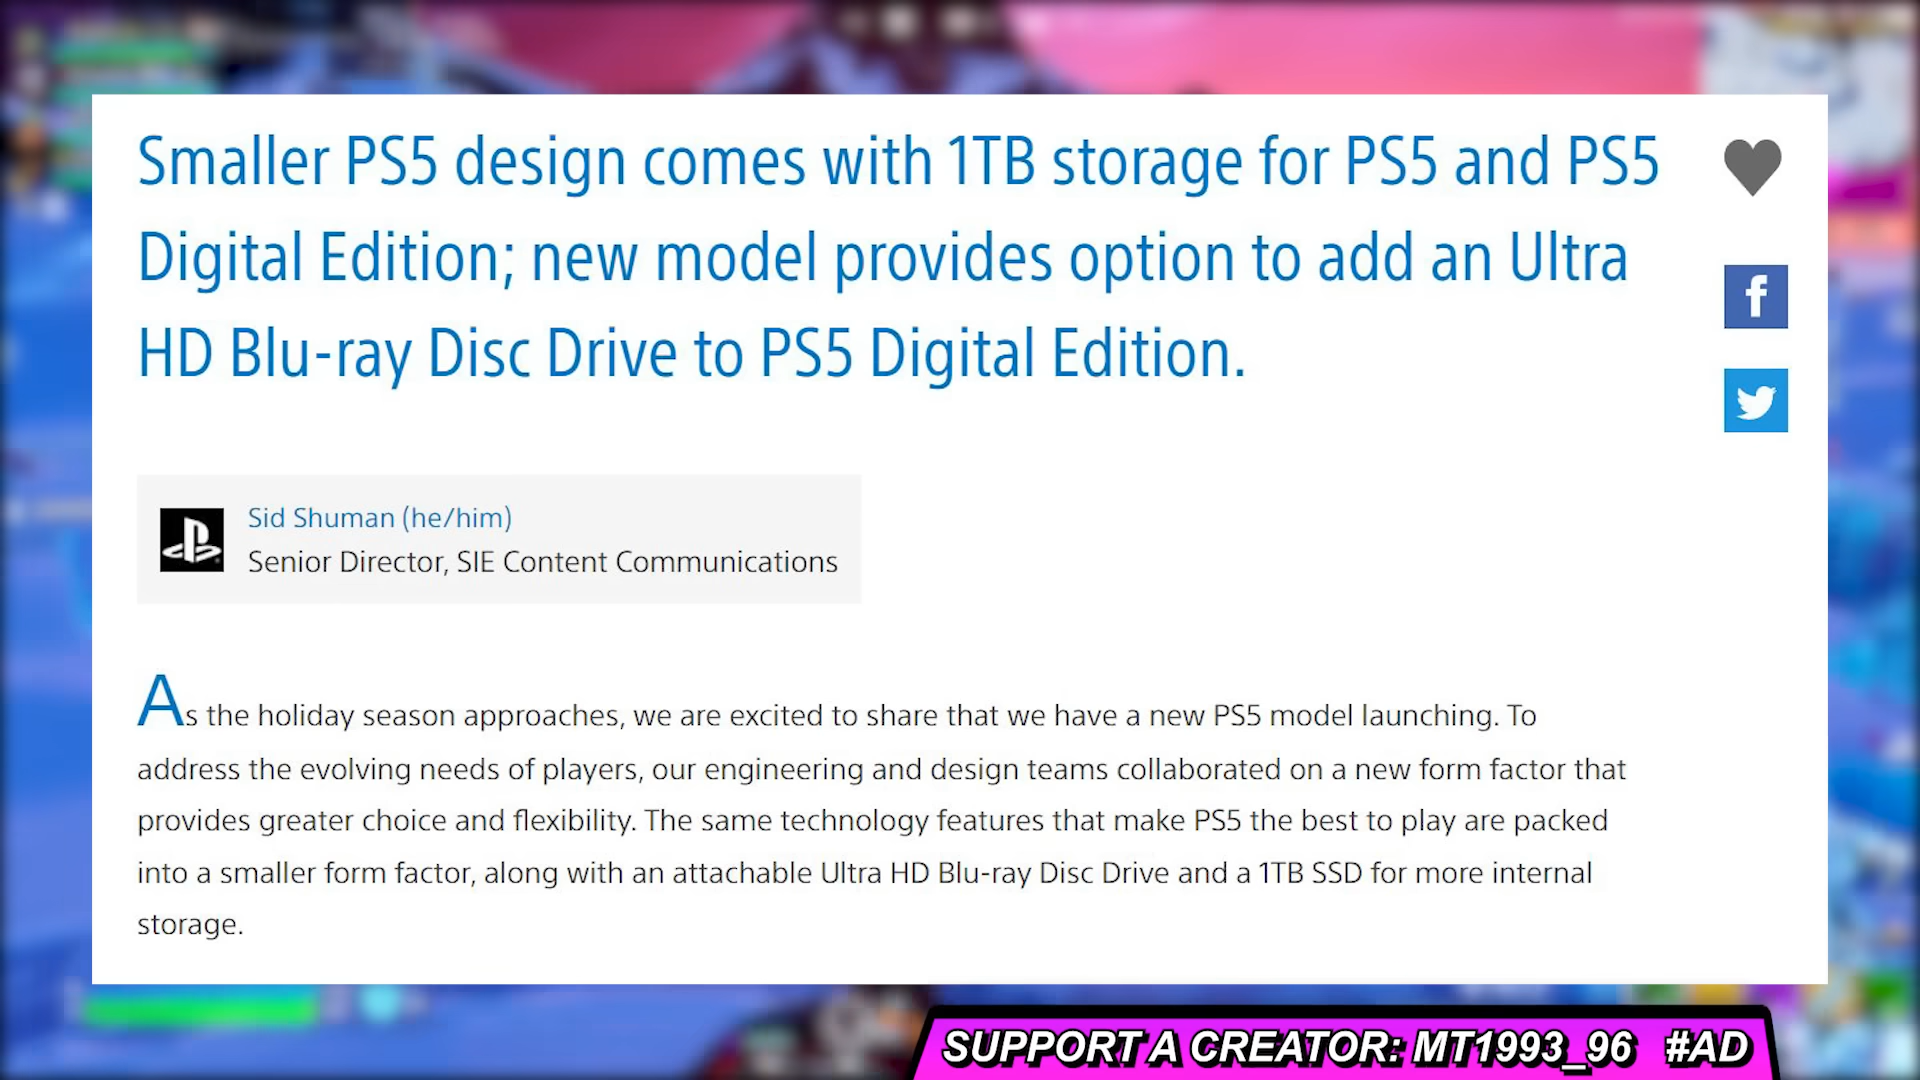 Smaller PS5 design comes with 1TB storage for PS5 and PS5
Digital Edition; new model provides option to add an Ultra
HD Blu-ray Disc Drive to PS5 Digital Edition.
Sid Shuman (he/him)
Senior Director, SIE Content Communications
As the holiday season approaches, we are excited to share that we have a new PS5 model launching. To
address the evolving needs of players, our engineering and design teams collaborated on a new form factor that
provides greater choice and flexibility. The same technology features that make PS5 the best to play are packed
into a smaller form factor, along with an attachable Ultra HD Blu-ray Disc Drive and a 1TB SSD for more internal
storage.
SUPPORT A CREATOR: MT1993_96 #AD